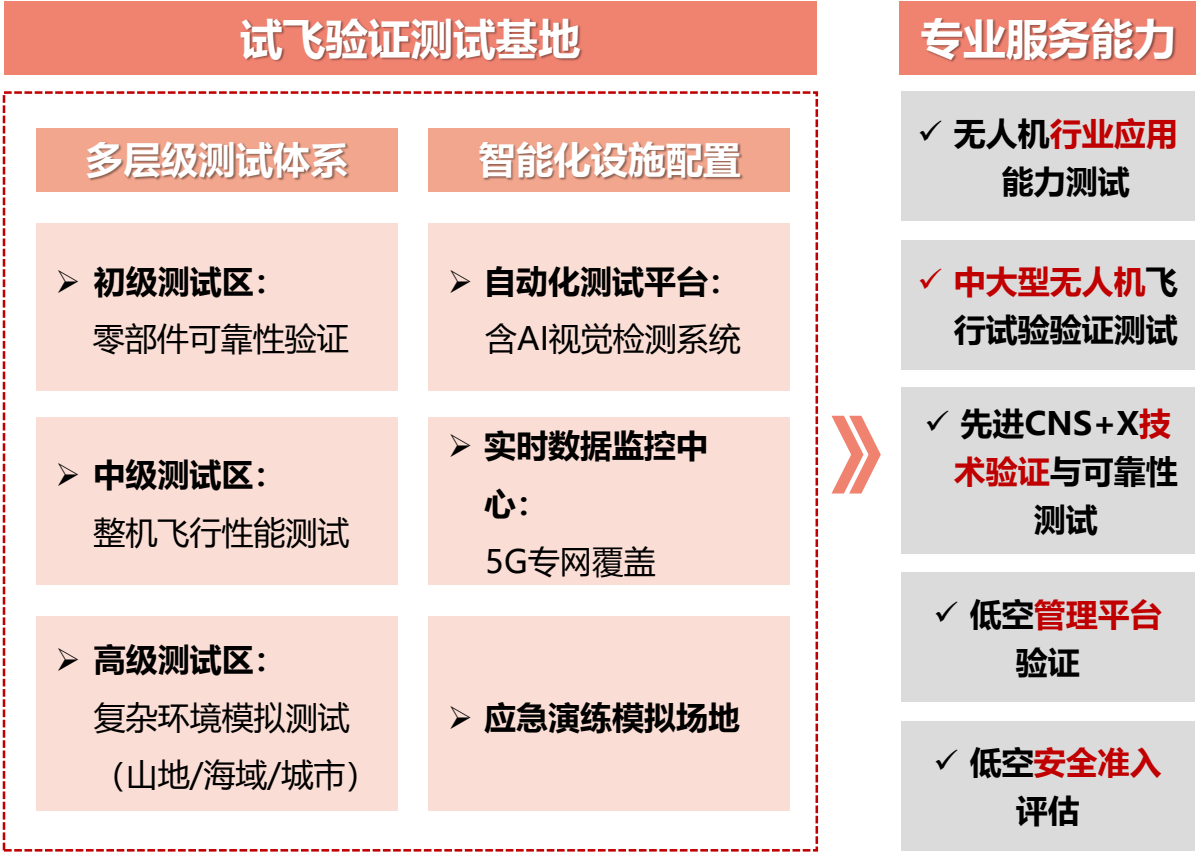 试飞验证测试基地
多层级测试体系
➢ 初级测试区：
零部件可靠性验证
➢ 中级测试区：
整机飞行性能测试
➢ 高级测试区：
复杂环境模拟测试
（山地/海域/城市）
智能化设施配置
➢ 自动化测试平台：
含AI视觉检测系统
➢ 实时数据监控中
心：
5G专网覆盖
➢ 应急演练模拟场地
专业服务能力
✓ 无人机行业应用
能力测试
✓ 中大型无人机飞
行试验验证测试
✓ 先进CNS+X技
术验证与可靠性
测试
✓ 低空管理平台
验证
✓ 低空安全准入
评估